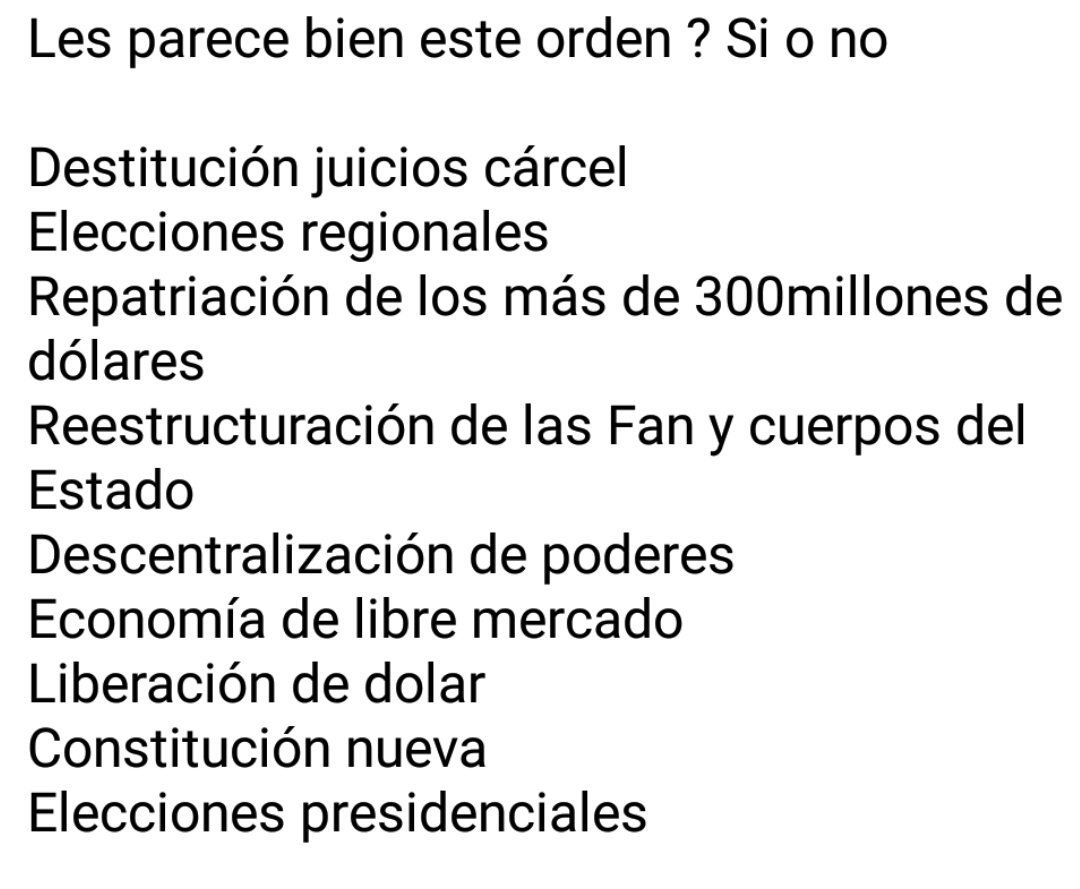 Les parece bien este orden ? Si o no
Destitución juicios cárcel
Elecciones regionales
Repatriación de los más de 300millones de
dólares
Reestructuración de las Fan y cuerpos del
Estado
Descentralización de poderes
Economía de libre mercado
Liberación de dolar
Constitución nueva
Elecciones presidenciales